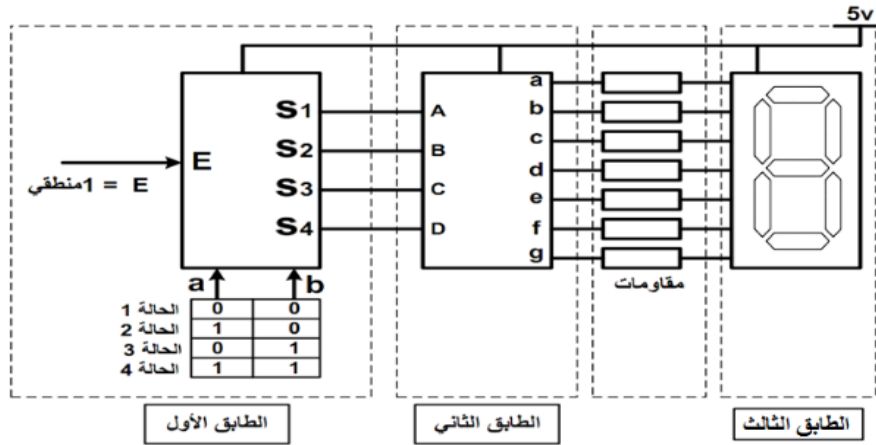 5v
S1
S2
S3
S4
E
E = 1منطقي
a
b
A
B
C
D
a
b
c
d
e
f
g
مقاومات
الحالة 1 0 0
الحالة 2 1 0
الحالة 3 0 1
الحالة 4 1 1
الطابق الأول
الطابق الثاني
الطابق الثالث